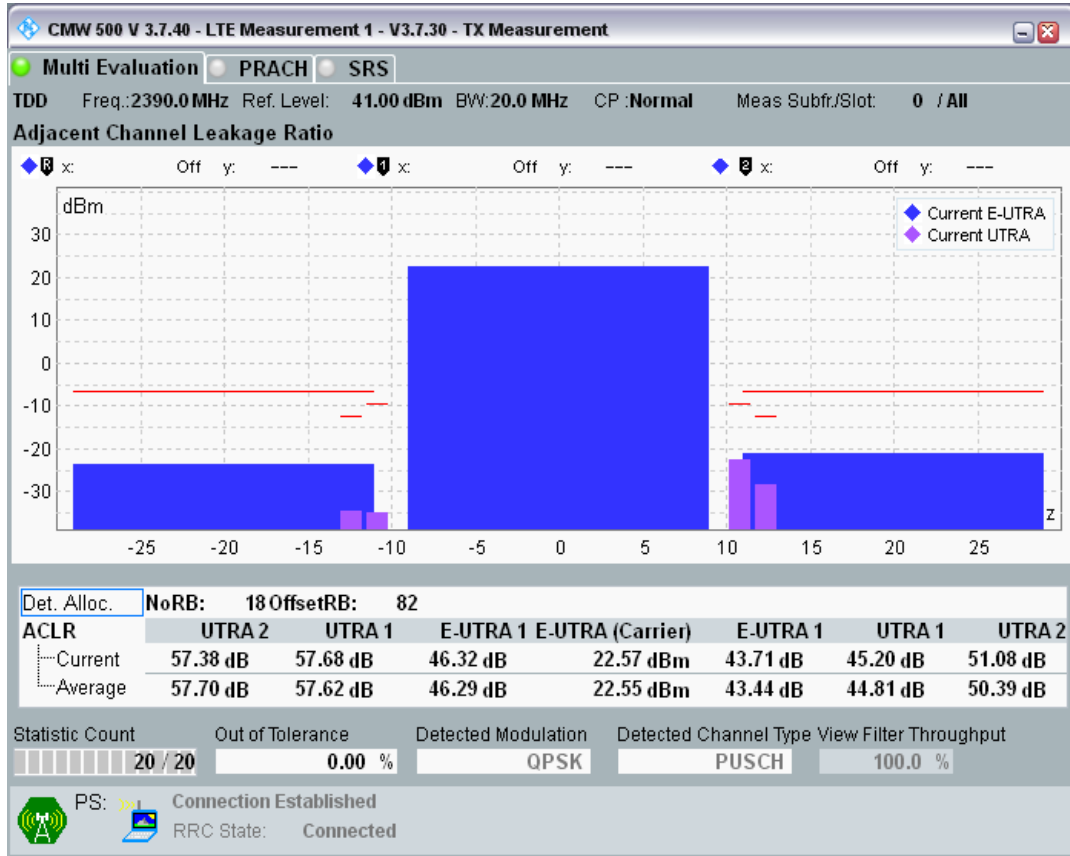 CMW 500 V 3.7.40 - LTE Measurement 1 - V3.7.30 - TX Measurement
Multi Evaluation PRACH SRS
TDD Freq.:2390.0 MHz Ref. Level: 41.00 dBm BW:20.0 MHz CP :Normal Meas Subfr./Slot: 0 / All
Adjacent Channel Leakage Ratio
R x: Off y: --- 1 x: Off y: --- 2 x: Off y: ---
dBm
Current E-UTRA
Current UTRA
30
20
10
0
-10
-20
-30
z
-25 -20 -15 -10 -5 0 5 10 15 20 25
Det. Alloc. NoRB: 18 OffsetRB: 82
ACLR UTRA 2 UTRA 1 E-UTRA 1 E-UTRA (Carrier) E-UTRA 1 UTRA 1 UTRA 2
Current 57.38 dB 57.68 dB 46.32 dB 22.57 dBm 43.71 dB 45.20 dB 51.08 dB
Average 57.70 dB 57.62 dB 46.29 dB 22.55 dBm 43.44 dB 44.81 dB 50.39 dB
Statistic Count Out of Tolerance Detected Modulation Detected Channel Type View Filter Throughput
20 / 20 0.00 % QPSK PUSCH 100.0 %
PS: Connection Established
RRC State: Connected